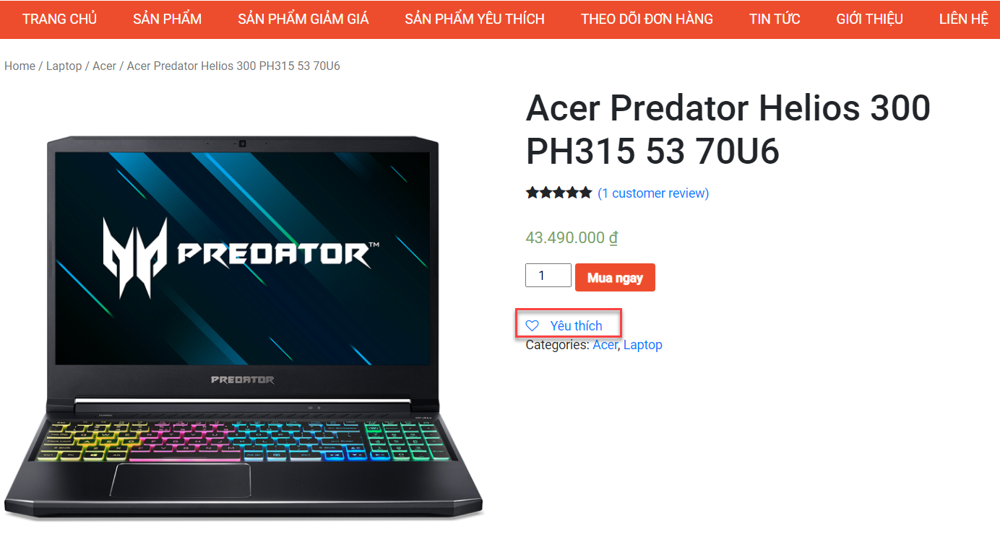 TRANG CHỦ SẢN PHẨM SẢN PHẨM GIẢM GIÁ SẢN PHẨM YÊU THÍCH THEO DÕI ĐƠN HÀNG TIN TỨC GIỚI THIỆU LIÊN HỆ
Home / Laptop / Acer / Acer Predator Helios 300 PH315 53 70U6
Acer Predator Helios 300
PH315 53 70U6
(1 customer review)
43.490.000 ₫
1 Mua ngay
Yêu thích
Categories: Acer, Laptop
PREDATOR™
PREDATOR